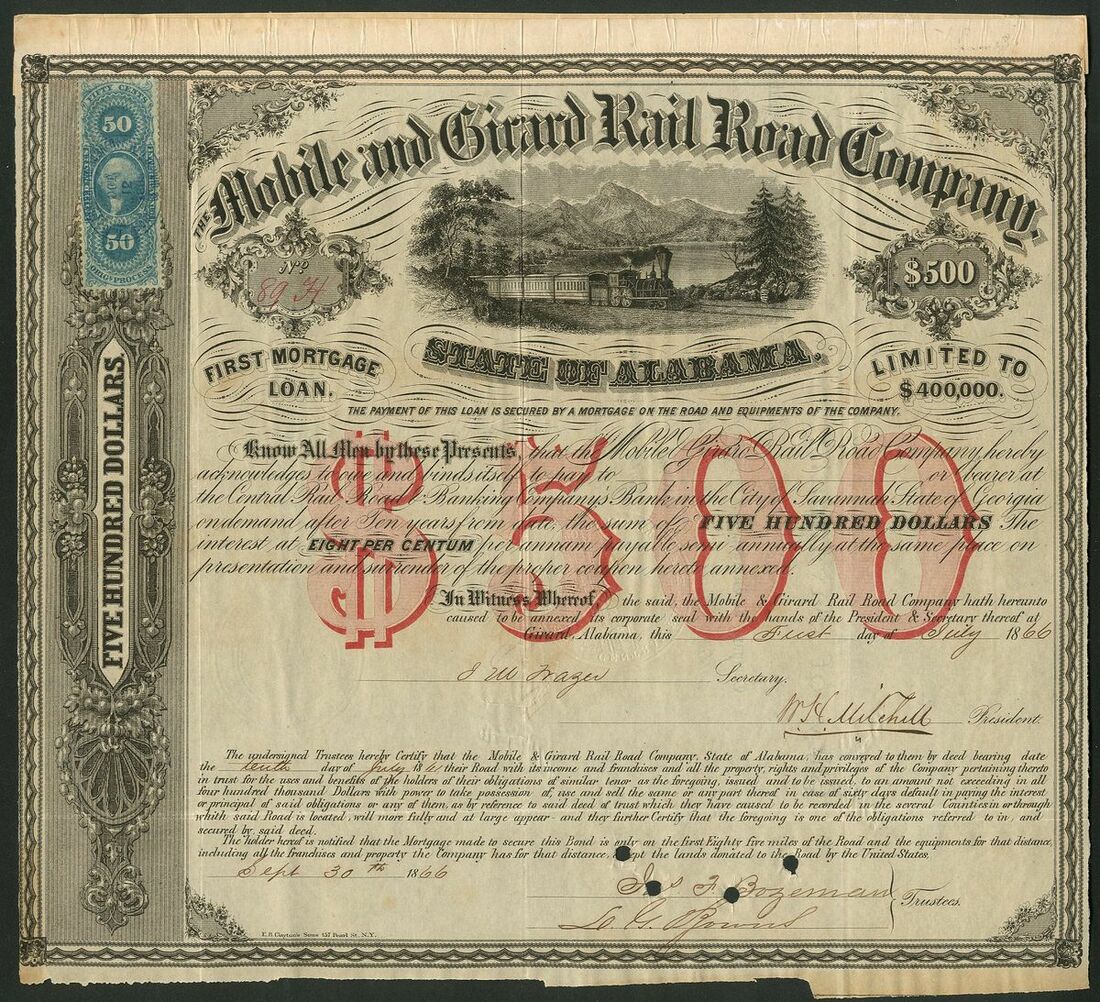 FIFTY CENTS
50
50
ORIG. PROCESS
FIVE HUNDRED DOLLARS.
THE Mobile and Girard Rail Road Company.
No
89 H
$500
FIRST MORTGAGE
LOAN.
STATE OF ALABAMA.
LIMITED TO
$400,000.
THE PAYMENT OF THIS LOAN IS SECURED BY A MORTGAGE ON THE ROAD AND EQUIPMENTS OF THE COMPANY.
$500
Know All Men by these Presents, that the Mobile & Girard Rail Road Company, hereby
acknowledges to owe and binds itself to pay to or bearer at
the Central Rail Road & Banking Companys Bank in the City of Savannah State of Georgia
on demand after Ten years from date, the sum of FIVE HUNDRED DOLLARS The
interest at EIGHT PER CENTUM per annum payable semi annually at the same place on
presentation and surrender of the proper coupon hereto annexed.
In Witness Whereof, the said, the Mobile & Girard Rail Road Company hath hereunto
caused to be annexed its corporate seal with the hands of the President & Secretary thereof at
Girard, Alabama, this First day of July 1866
J M Frazer Secretary.
W H Mitchell President.
The undersigned Trustees hereby Certify that the Mobile & Girard Rail Road Company. State of Alabama, has conveyed to them by deed bearing date
the tenth day of July 18 their Road with its income and franchises and all the property, rights and privileges of the Company pertaining thereto
in trust for the uses and benefits of the holders of their obligations of similar tenor as the foregoing, issued and to be issued, to an amount not exceeding in all
four hundred thousand Dollars with power to take possession of, use and sell the same or any part thereof in case of sixty days default in paying the interest
or principal of said obligations or any of them, as by reference to said deed of trust which they have caused to be recorded in the several Counties in or through
which said Road is located, will more fully and at large appear - and they further Certify that the foregoing is one of the obligations referred to in, and
secured by, said deed.
The holder hereof is notified that the Mortgage made to secure this Bond is only on the first Eighty five miles of the Road and the equipments for that distance,
including all the franchises and property the Company has for that distance, except the lands donated to the Road by the United States.
Sept 30th 1866
Jas F Bozeman
Trustees.
E.B. Clayton's Sons 157 Pearl St. N.Y.